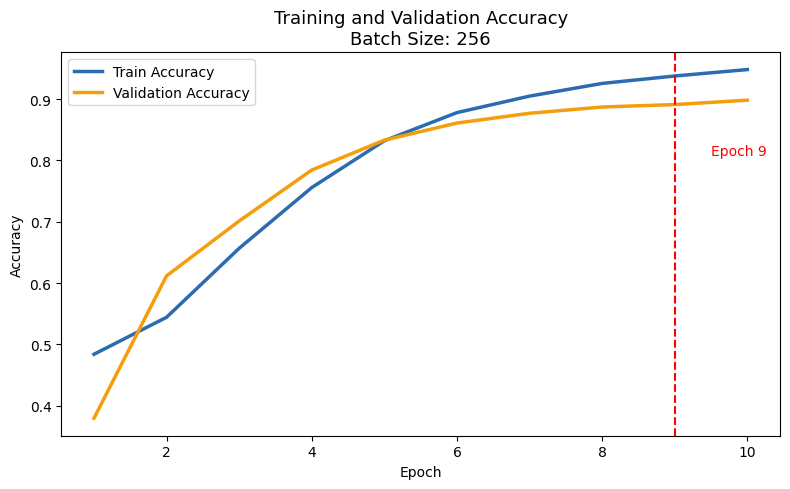 Training and Validation Accuracy
Batch Size: 256
Train Accuracy
Validation Accuracy
Epoch 9
Accuracy
0.9
0.8
0.7
0.6
0.5
0.4
2
4
6
8
10
Epoch